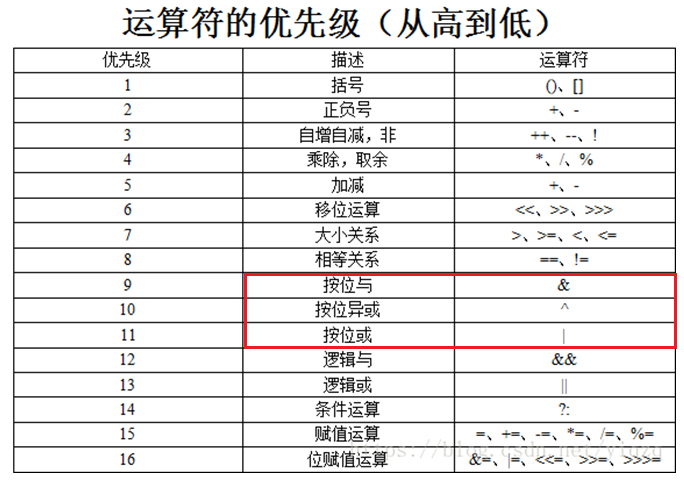 运算符的优先级（从高到低）
优先级 描述 运算符
1 括号 ()、[]
2 正负号 +、-
3 自增自减，非 ++、--、!
4 乘除，取余 *、/、%
5 加减 +、-
6 移位运算 <<、>>、>>>
7 大小关系 >、>=、<、<=
8 相等关系 ==、!=
9 按位与 &
10 按位异或 ^
11 按位或 |
12 逻辑与 &&
13 逻辑或 ||
14 条件运算 ?:
15 赋值运算 =、+=、-=、*=、/=、%=
16 位赋值运算 &=、|=、<<=、>>=、>>>=